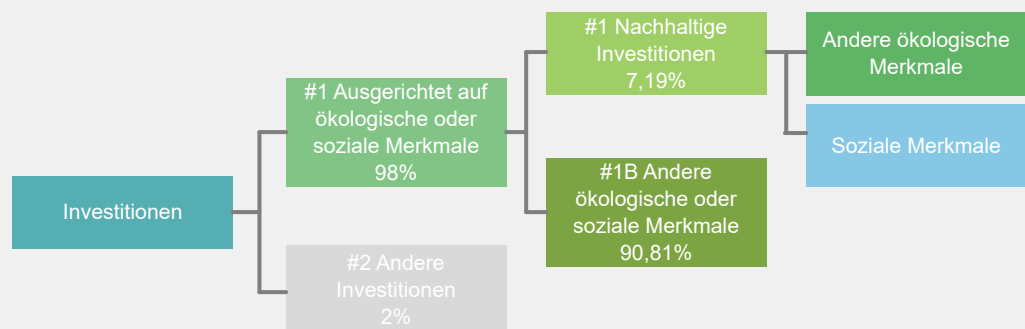 Investitionen
#1 Ausgerichtet auf
ökologische oder
soziale Merkmale
98%
#2 Andere
Investitionen
2%
#1 Nachhaltige
Investitionen
7,19%
#1B Andere
ökologische oder
soziale Merkmale
90,81%
Andere ökologische
Merkmale
Soziale Merkmale